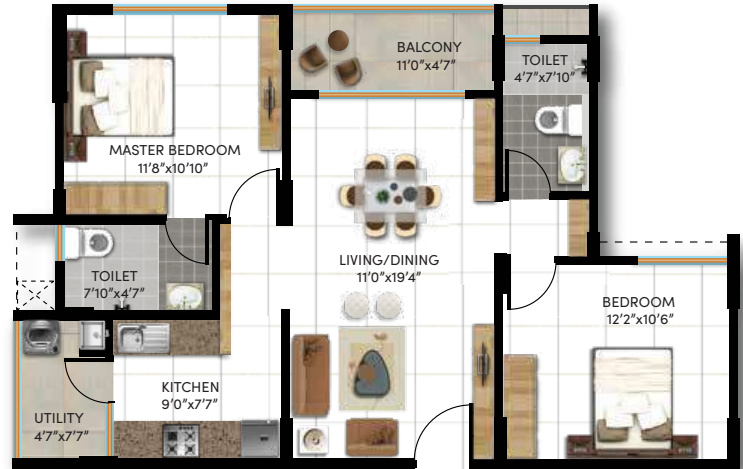 BALCONY
11'0"x4'7"
TOILET
4'7"x7'10"
MASTER BEDROOM
11'8"x10'10"
LIVING/DINING
11'0"x19'4"
TOILET
7'10"x4'7"
BEDROOM
12'2"x10'6"
KITCHEN
9'0"x7'7"
UTILITY
4'7"x7'7"